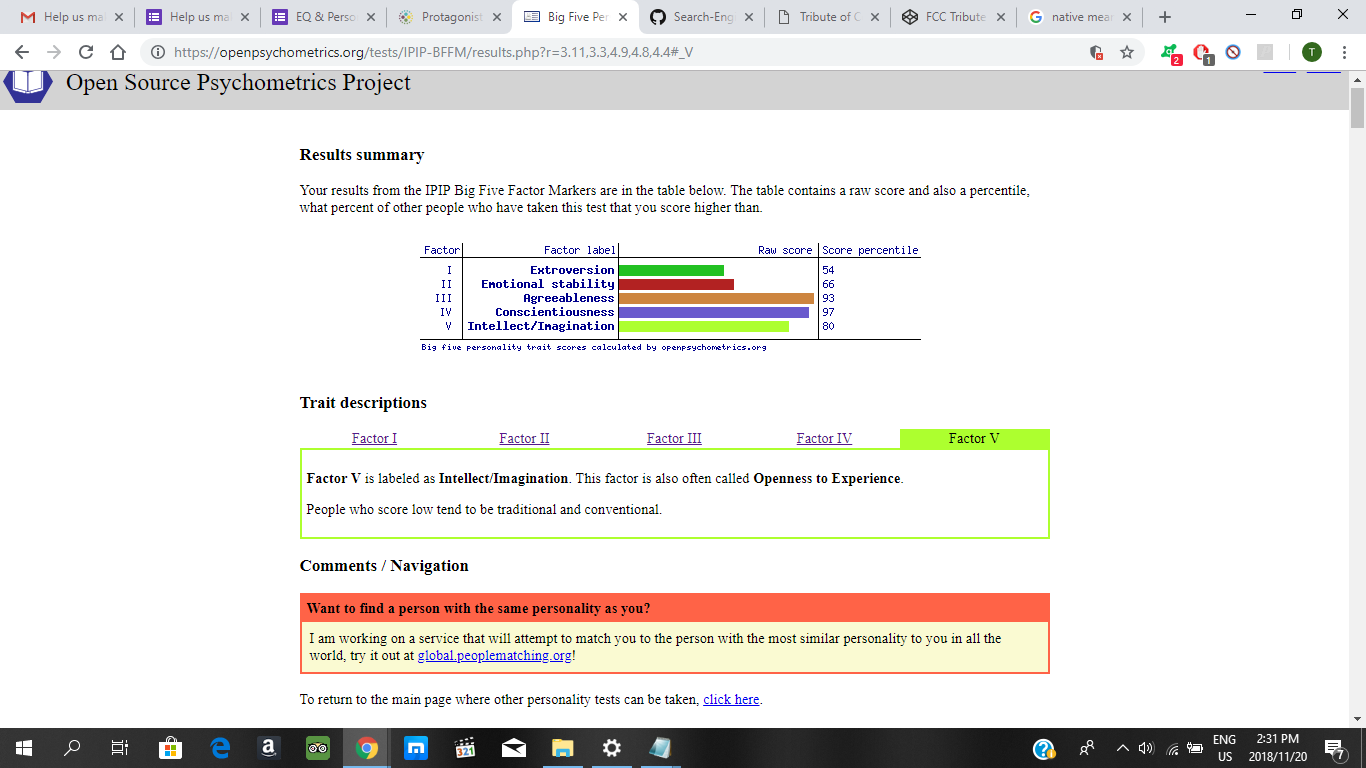 Help us mal
Help us mal
EQ & Perso
Protagonist
Big Five Per
Search-Eng
Tribute of C
FCC Tribute
native mear
https://openpsychometrics.org/tests/IPIP-BFFM/results.php?r=3.11,3.3,4.9,4.8,4.4#_V
2
1
T
Open Source Psychometrics Project
Results summary
Your results from the IPIP Big Five Factor Markers are in the table below. The table contains a raw score and also a percentile,
what percent of other people who have taken this test that you score higher than.
Factor Factor label Raw score Score percentile
I Extroversion 54
II Emotional stability 66
III Agreeableness 93
IV Conscientiousness 97
V Intellect/Imagination 80
Big five personality trait scores calculated by openpsychometrics.org
Trait descriptions
Factor I Factor II Factor III Factor IV Factor V
Factor V is labeled as Intellect/Imagination. This factor is also often called Openness to Experience.
People who score low tend to be traditional and conventional.
Comments / Navigation
Want to find a person with the same personality as you?
I am working on a service that will attempt to match you to the person with the most similar personality to you in all the
world, try it out at global.peoplematching.org!
To return to the main page where other personality tests can be taken, click here.
321
ENG
US
2:31 PM
2018/11/20
7